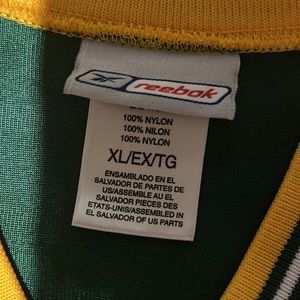 reebok
100% NYLON
100% NILON
100% NYLON
XL/EX/TG
ENSAMBLADO EN EL
SALVADOR DE PARTES DE
US/ASSEMBLE AU EL
SALVADOR PIECES DES
ETATS-UNIS/ASSEMBLED IN
EL SALVADOR OF US PARTS